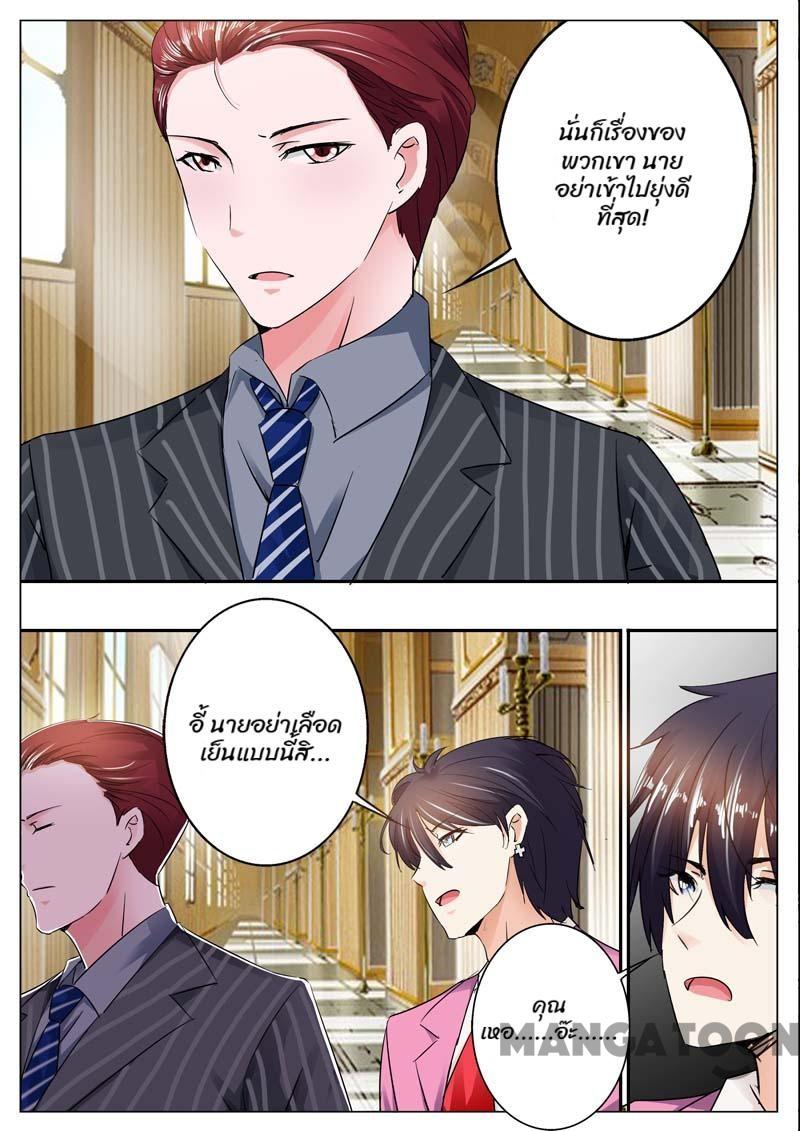 นั่นก็เรื่องของ
พวกเขา นาย
อย่าเข้าไปยุ่งดี
ที่สุด!
อี้ นายอย่าเลือด
เย็นแบบนี้สิ...
คุณ
เหอ......อ๊ะ......
MANGATOON